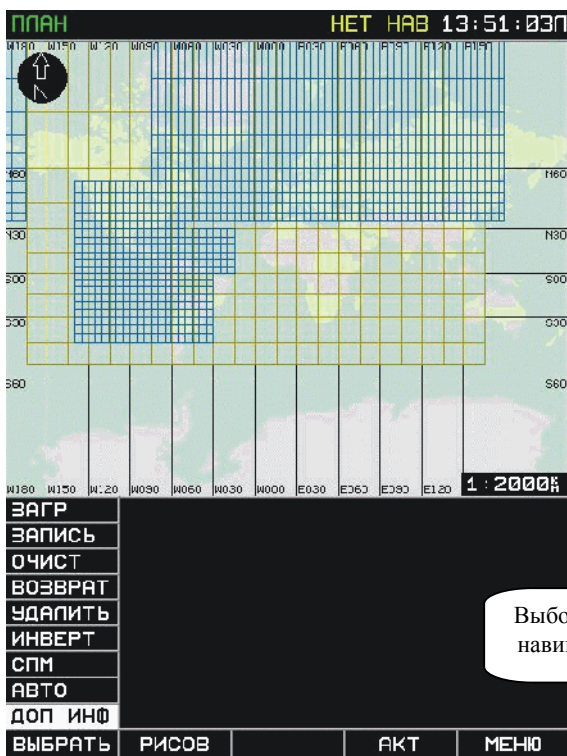 ПЛАН НЕТ НАВ 13:51:03П
W180 W150 W120 W090 W060 W030 W000 E030 E060 E090 E120 E150
N60
N30 N30
S00 S00
S30 S30
S60 S60
W180 W150 W120 W090 W060 W030 W000 E030 E060 E090 E120 1:2000КМ
ЗАГР
ЗАПИСЬ
ОЧИСТ
ВОЗВРАТ
УДАЛИТЬ
ИНВЕРТ
СПМ
АВТО
ДОП ИНФ
ВЫБРАТЬ РИСОВ АКТ МЕНЮ